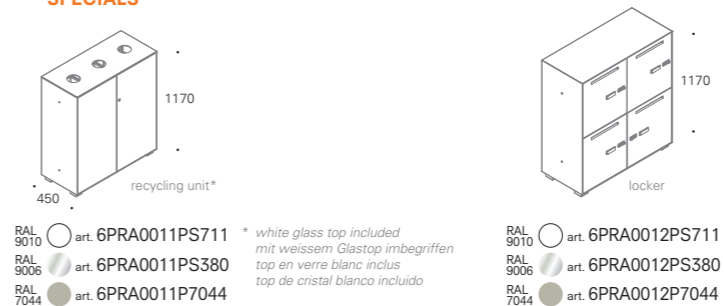 SPECIALS
1170
450
recycling unit*
RAL 9010 art. 6PRA0011PS711
RAL 9006 art. 6PRA0011PS380
RAL 7044 art. 6PRA0011P7044
* white glass top included
mit weissem Glastop imbegriffen
top en verre blanc inclus
top de cristal blanco incluido
1170
locker
RAL 9010 art. 6PRA0012PS711
RAL 9006 art. 6PRA0012PS380
RAL 7044 art. 6PRA0012P7044